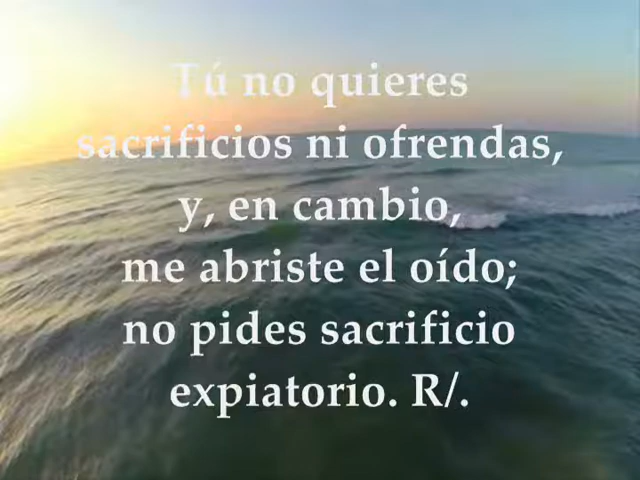 Tú no quieres
sacrificios ni ofrendas,
y, en cambio,
me abriste el oído;
no pides sacrificio
expiatorio. R/.